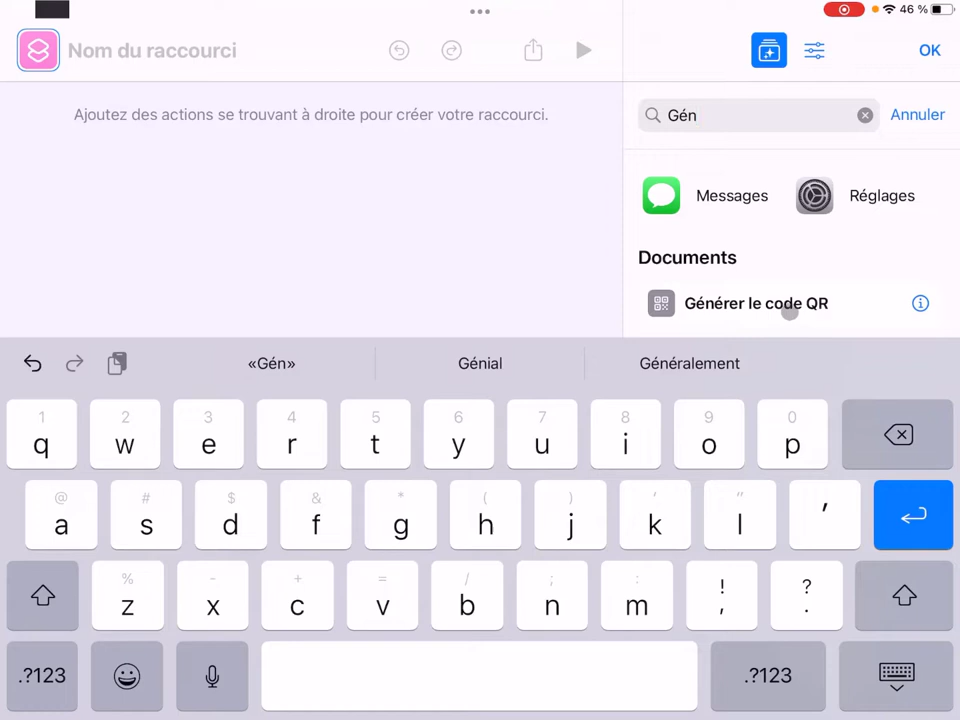 46 %
Nom du raccourci
OK
Ajoutez des actions se trouvant à droite pour créer votre raccourci.
Gén
Annuler
Messages
Réglages
Documents
Générer le code QR
«Gén»
Génial
Généralement
1 2 3 4 5 6 7 8 9 0
q w e r t y u i o p
@ # $ & * ( ) ' "
a s d f g h j k l ’
% - + = / ; : ! ?
z x c v b n m , .
.?123
.?123